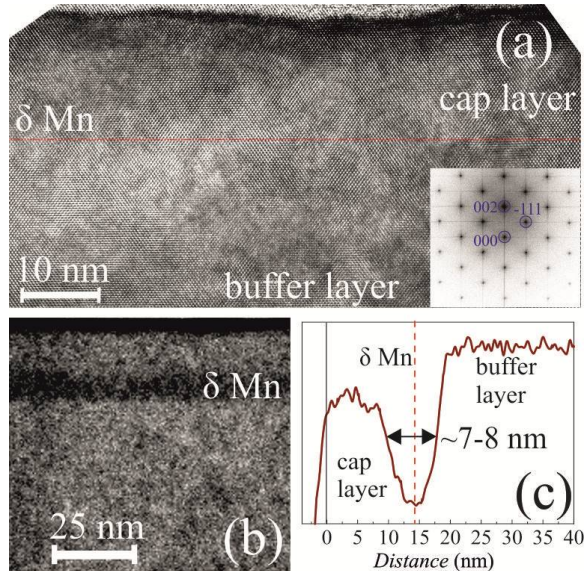 (a)
cap layer
δ Mn
002
-111
000
10 nm
buffer layer
δ Mn
25 nm
(b)
δ Mn
buffer
layer
~7-8 nm
cap
layer
(c)
0 5 10 15 20 25 30 35 40
Distance (nm)